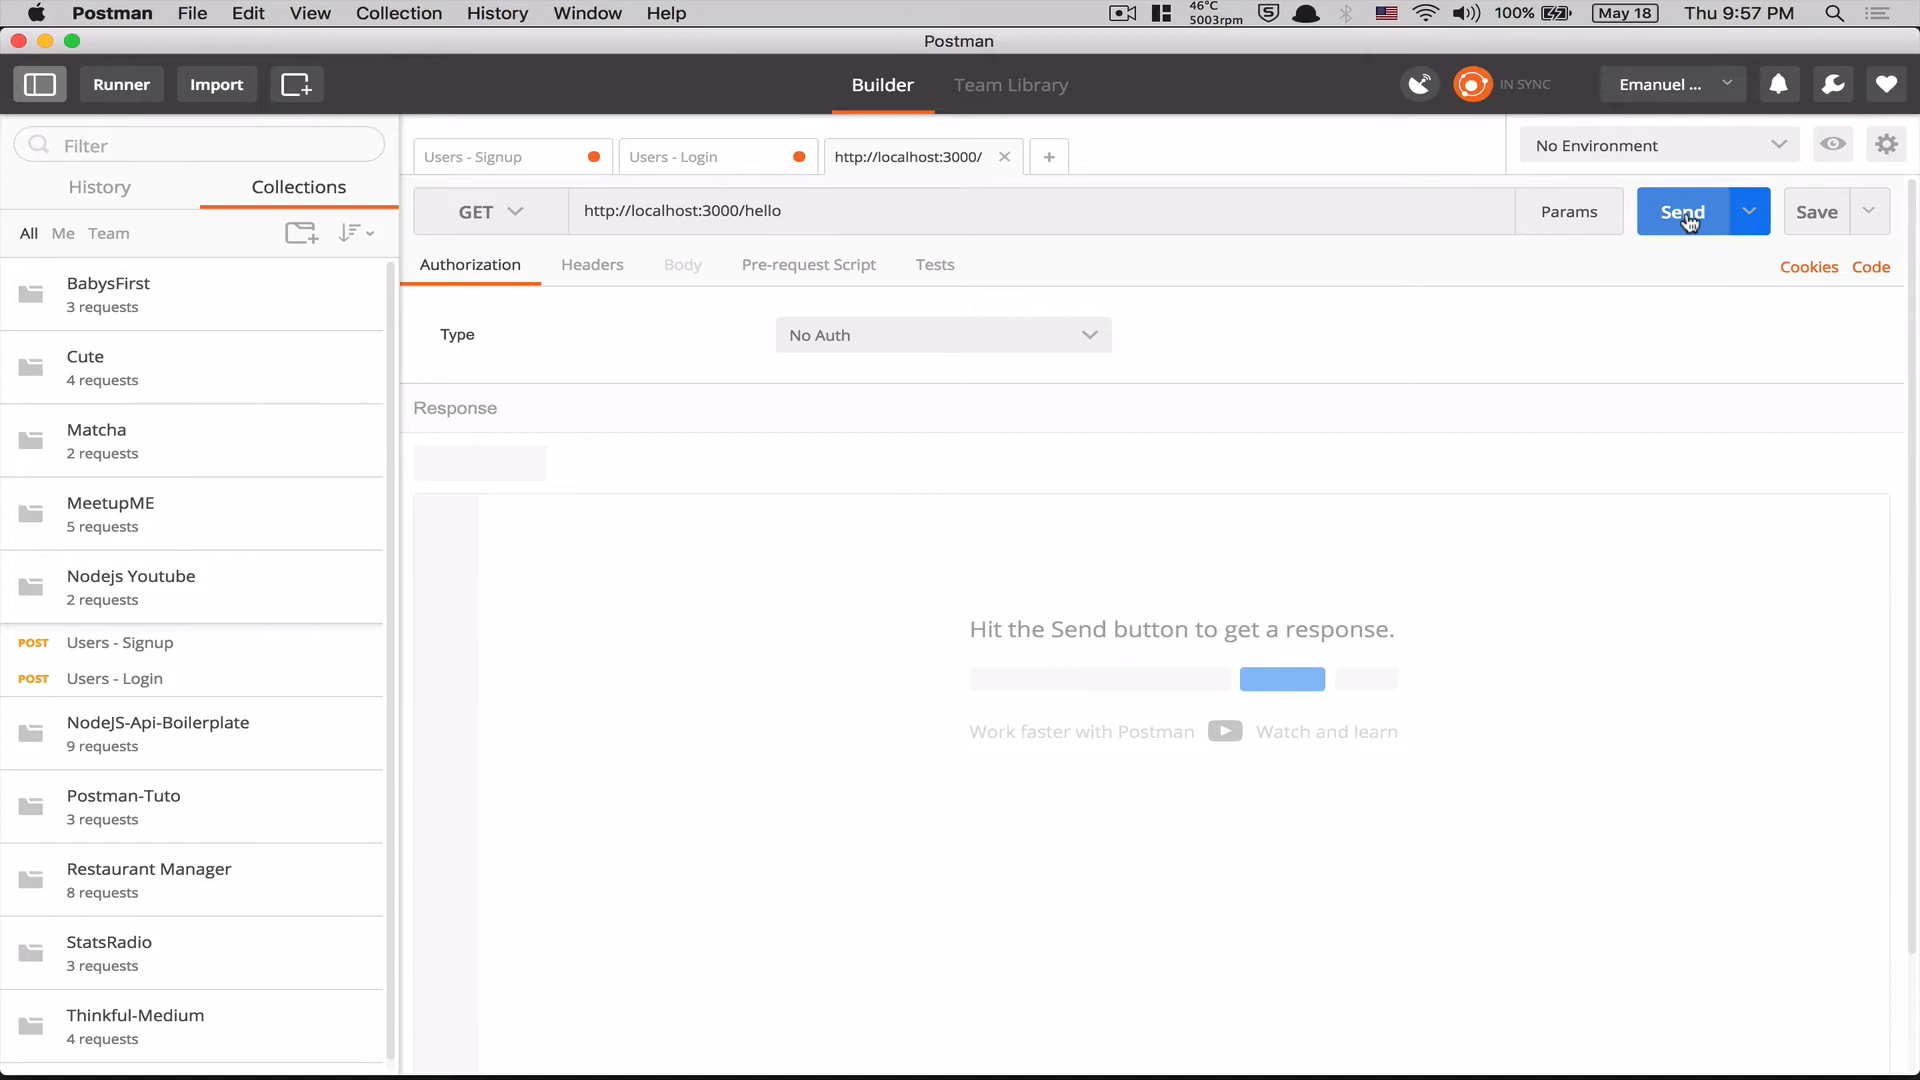 Postman File Edit View Collection History Window Help 46°C 5003rpm 100% May 18 Thu 9:57 PM
Postman
Runner Import Builder Team Library IN SYNC Emanuel ...
Filter
Users - Signup Users - Login http://localhost:3000/ No Environment
History Collections
GET http://localhost:3000/hello Params Send Save
All Me Team
Authorization Headers Body Pre-request Script Tests Cookies Code
Type No Auth
Response
Hit the Send button to get a response.
Work faster with Postman Watch and learn
BabysFirst
3 requests
Cute
4 requests
Matcha
2 requests
MeetupME
5 requests
Nodejs Youtube
2 requests
POST Users - Signup
POST Users - Login
NodeJS-Api-Boilerplate
9 requests
Postman-Tuto
3 requests
Restaurant Manager
8 requests
StatsRadio
3 requests
Thinkful-Medium
4 requests